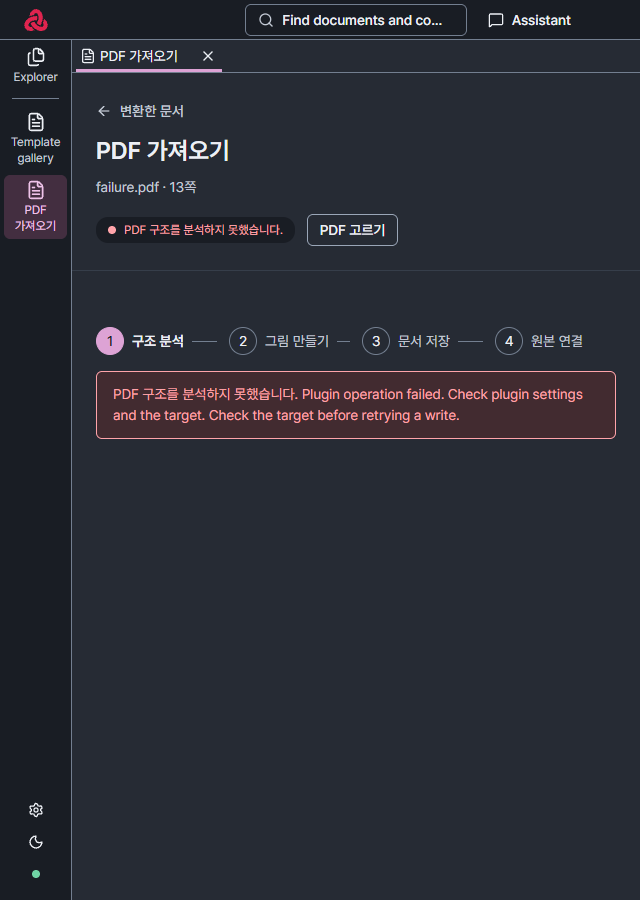 Find documents and co...
Assistant
Explorer
Template
gallery
PDF
가져오기
PDF 가져오기
변환한 문서
PDF 가져오기
failure.pdf · 13쪽
PDF 구조를 분석하지 못했습니다.
PDF 고르기
1 구조 분석
2 그림 만들기
3 문서 저장
4 원본 연결
PDF 구조를 분석하지 못했습니다. Plugin operation failed. Check plugin settings
and the target. Check the target before retrying a write.